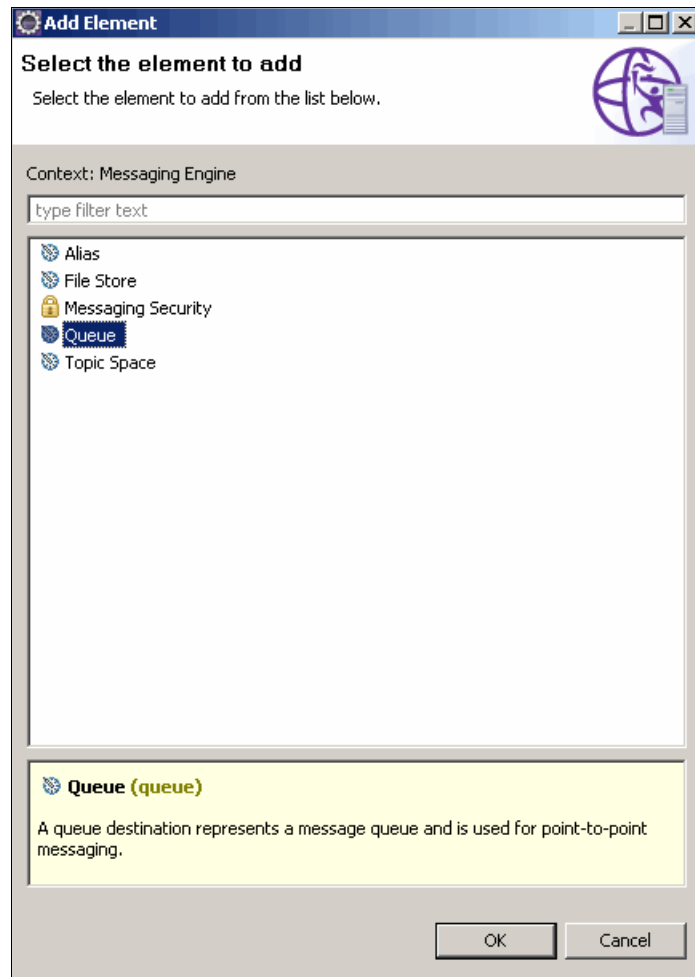 Add Element
Select the element to add
Select the element to add from the list below.
Context: Messaging Engine
type filter text
Alias
File Store
Messaging Security
Queue
Topic Space
Queue (queue)
A queue destination represents a message queue and is used for point-to-point
messaging.
OK Cancel